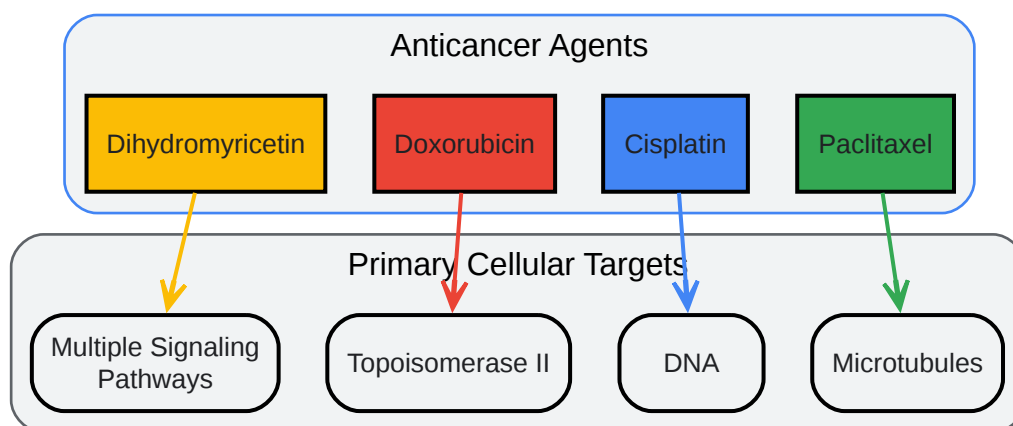 Anticancer Agents
Dihydromyricetin
Doxorubicin
Cisplatin
Paclitaxel
Primary Cellular Targets
Multiple Signaling
Pathways
Topoisomerase II
DNA
Microtubules